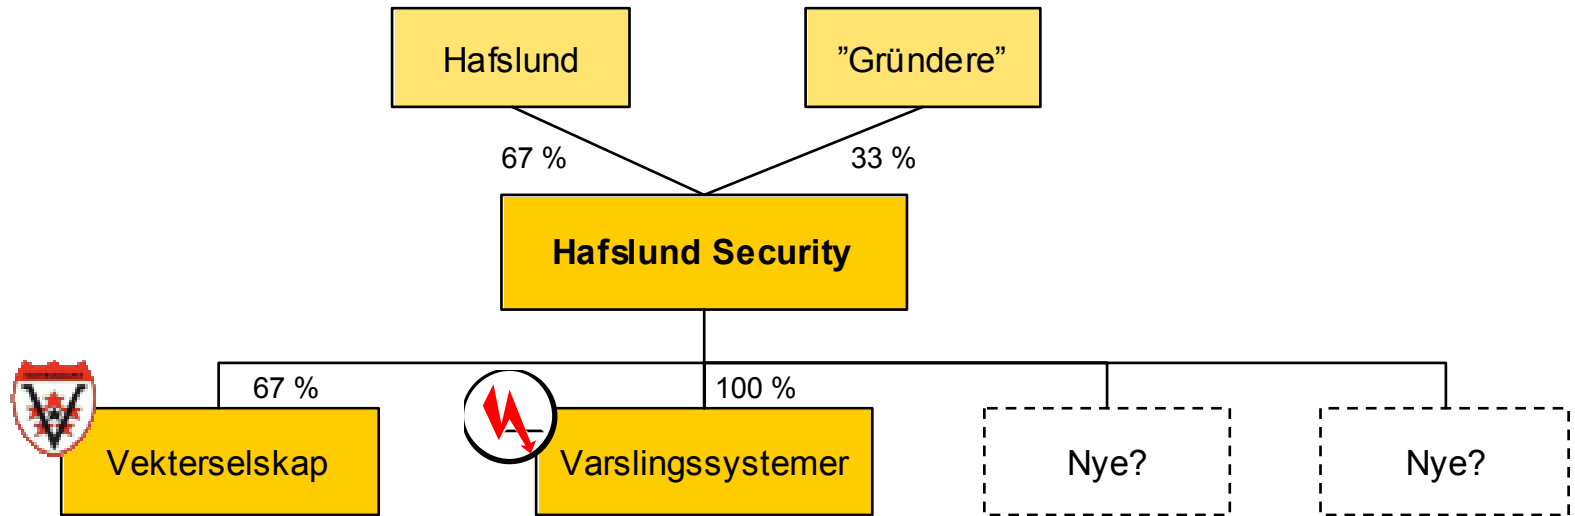 Hafslund
”Gründere”
67 %
33 %
Hafslund Security
67 %
100 %
Vekterselskap
Varslingssystemer
Nye?
Nye?